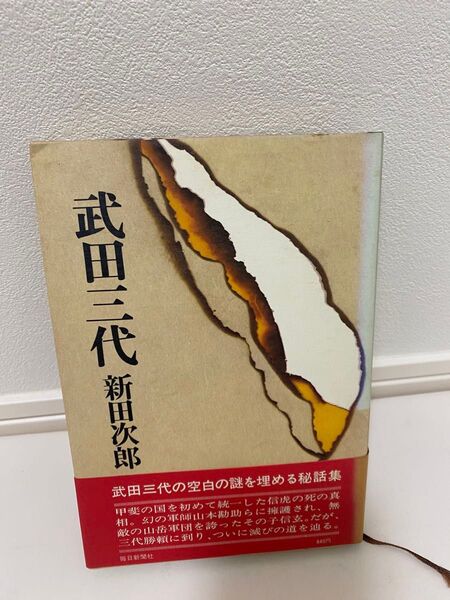 武田三代
新田次郎
武田三代の空白の謎を埋める秘話集
甲斐の国を初めて統一した信虎の死の真
相。幻の軍師山本勘助らに擁護され、無
敵の山岳軍団を誇ったその子信玄。だが、
三代勝頼に到り、ついに滅びの道を辿る。
毎日新聞社